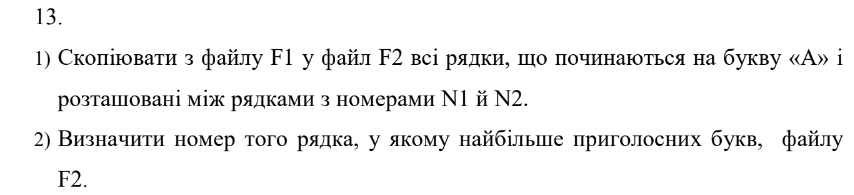 13.
1) Скопіювати з файлу F1 у файл F2 всі рядки, що починаються на букву «А» і
розташовані між рядками з номерами N1 й N2.
2) Визначити номер того рядка, у якому найбільше приголосних букв, файлу
F2.